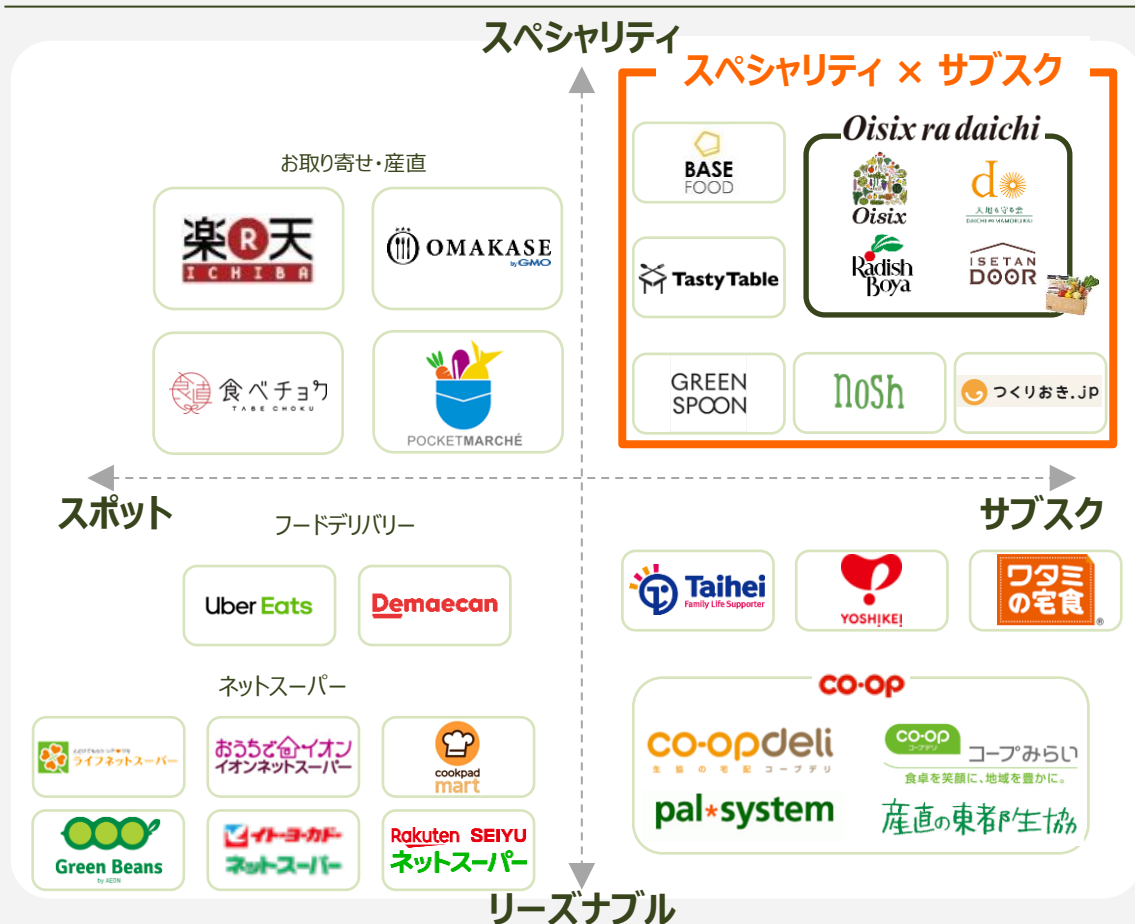 スペシャリティ
スペシャリティ × サブスク
お取り寄せ・産直
楽R天
ICHIBA
OMAKASE
by GMO
食べチョク
TABE CHOKU
POCKETMARCHÉ
BASE
FOOD
Oisix ra daichi
Oisix
d
大地を守る会
DAICHI WO MAMORU KAI
Radish
Boya
ISETAN
DOOR
TastyTable
GREEN
SPOON
nosh
つくりおき.jp
スポット
サブスク
フードデリバリー
Uber Eats
Demaecan
ネットスーパー
ライフネットスーパー
おうちでイオン
イオンネットスーパー
cookpad
mart
Green Beans
by AEON
イトーヨーカドー
ネットスーパー
Rakuten SEIYU
ネットスーパー
Taihei
Family Life Supporter
YOSHIKEI
ワタミ
の宅食
®
co-op
co-opdeli
生協の宅配コープデリ
co-op
コープデリ
コープみらい
食卓を笑顔に、地域を豊かに。
pal*system
産直の東都生協
リーズナブル